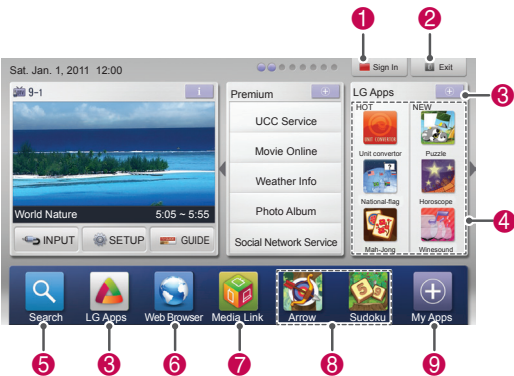 1
2
Sign In
Exit
Sat. Jan. 1, 2011 12:00
9-1
i
Premium
LG Apps
3
HOT
NEW
UNIT CONVERTOR
Unit convertor
Puzzle
UCC Service
Movie Online
Weather Info
National-flag
Horoscope
World Nature
5:05 ~ 5:55
Photo Album
4
INPUT
SETUP
GUIDE
Social Network Service
Mah-Jong
Winesound
Search
LG Apps
Web Browser
Media Link
Arrow
Sudoku
My Apps
5
3
6
7
8
9